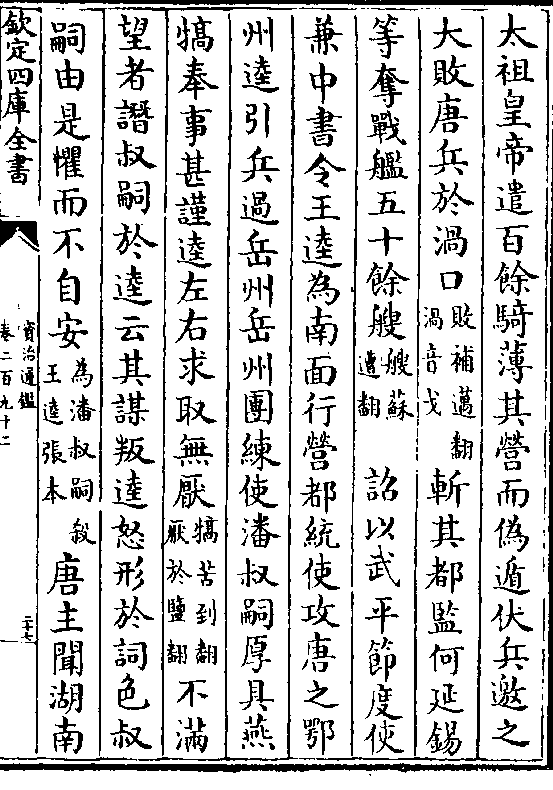 太祖皇帝遣百餘騎薄其營而偽遁伏兵邀之
大敗唐兵於渦口敗補邁翻渦音戈斬其都監何延錫
等奪戰艦五十餘艘艘蘇遭翻 詔以武平節度使
兼中書令王逵為南面行營都統使攻唐之鄂
州逵引兵過岳州岳州團練使潘叔嗣厚具燕
犒奉事甚謹逵左右求取無厭犒苦到翻厭於鹽翻不滿
望者譖叔嗣於逵云其謀叛逵怒形於詞色叔
嗣由是懼而不自安為潘叔嗣殺王逵張本 唐主聞湖南
欽定四庫全書
資治通鑑
卷二百九十二
二十七